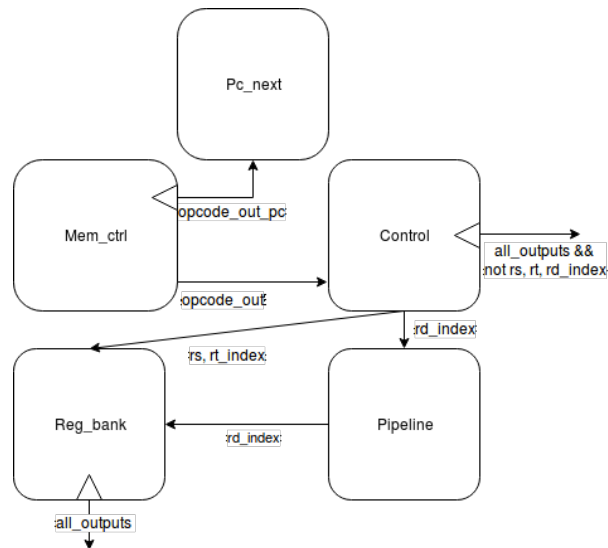 Pc_next
opcode_out_pc
Mem_ctrl
Control
all_outputs &&
not rs, rt, rd_index
opcode_out
rd_index
rs, rt_index
Reg_bank
rd_index
Pipeline
all_outputs